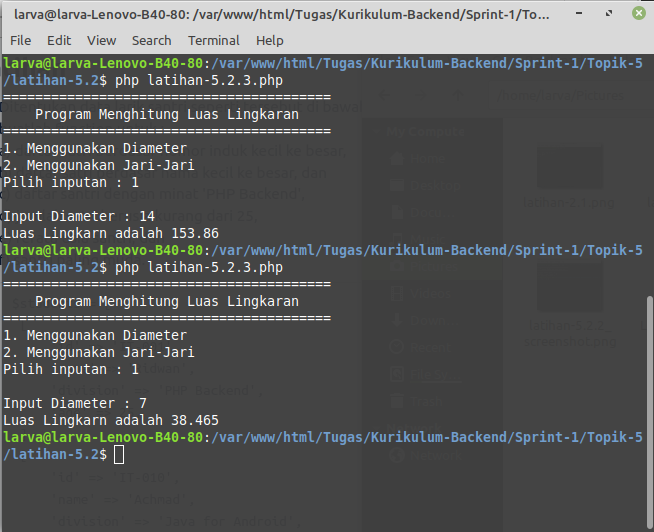 larva@larva-Lenovo-B40-80: /var/www/html/Tugas/Kurikulum-Backend/Sprint-1/To...
File Edit View Search Terminal Help
larva@larva-Lenovo-B40-80:/var/www/html/Tugas/Kurikulum-Backend/Sprint-1/Topik-5
/latihan-5.2$ php latihan-5.2.3.php
=========================================
Program Menghitung Luas Lingkaran
=========================================
1. Menggunakan Diameter
2. Menggunakan Jari-Jari
Pilih inputan : 1
Input Diameter : 14
Luas Lingkarn adalah 153.86
larva@larva-Lenovo-B40-80:/var/www/html/Tugas/Kurikulum-Backend/Sprint-1/Topik-5
/latihan-5.2$ php latihan-5.2.3.php
=========================================
Program Menghitung Luas Lingkaran
=========================================
1. Menggunakan Diameter
2. Menggunakan Jari-Jari
Pilih inputan : 1
Input Diameter : 7
Luas Lingkarn adalah 38.465
larva@larva-Lenovo-B40-80:/var/www/html/Tugas/Kurikulum-Backend/Sprint-1/Topik-5
/latihan-5.2$